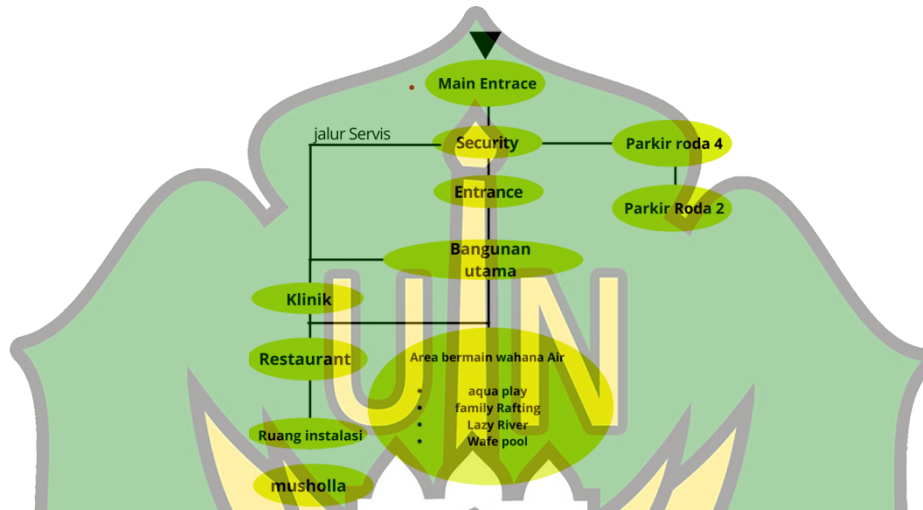 Main Entrace
jalur Servis
Security
Parkir roda 4
Entrance
Parkir Roda 2
Bangunan
utama
Klinik
Restaurant
Area bermain wahana Air
• aqua play
• family Rafting
• Lazy River
• Wafe pool
Ruang instalasi
musholla
UIN